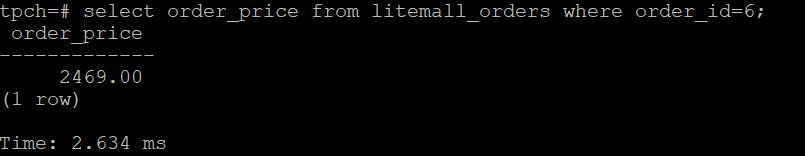 tpch=# select order_price from litemall_orders where order_id=6;
 order_price
-------------
     2469.00
(1 row)

Time: 2.634 ms